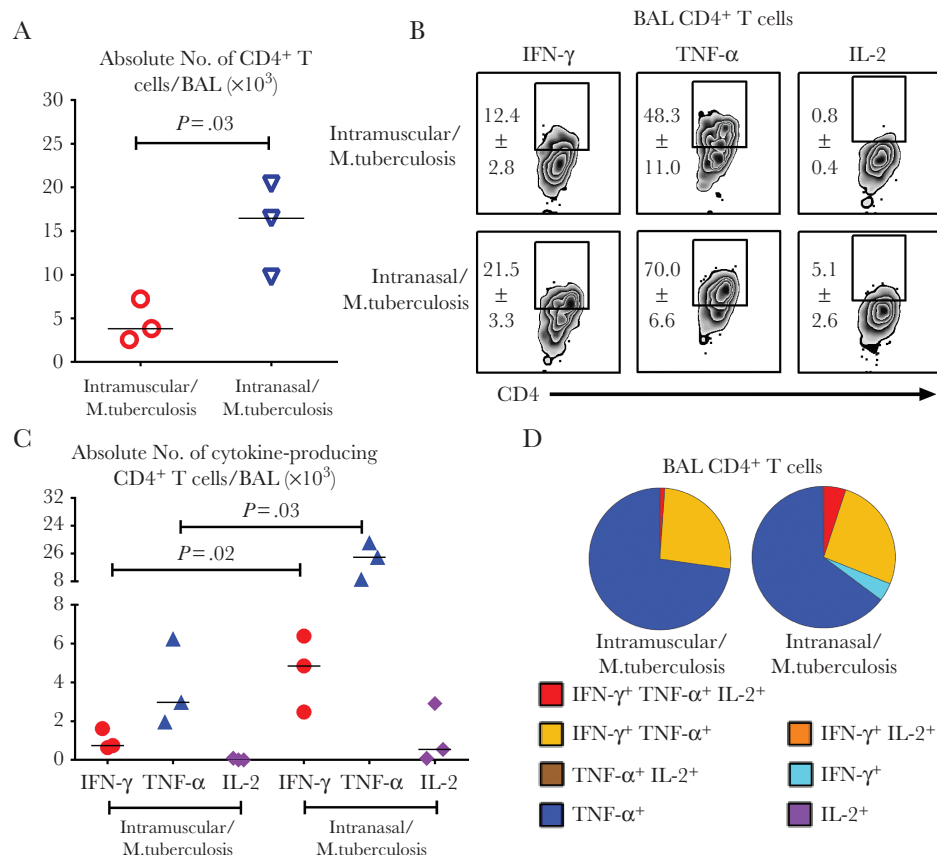 A
Absolute No. of CD4+ T
cells/BAL (×10³)
30
25
20
15
10
5
0
P = .03
Intramuscular/
M.tuberculosis
Intranasal/
M.tuberculosis
B
BAL CD4+ T cells
IFN-γ
TNF-α
IL-2
Intramuscular/
M.tuberculosis
12.4
±
2.8
48.3
±
11.0
0.8
±
0.4
Intranasal/
M.tuberculosis
21.5
±
3.3
70.0
±
6.6
5.1
±
2.6
CD4
C
Absolute No. of cytokine-producing
CD4+ T cells/BAL (×10³)
32
24
26
8
8
6
4
2
0
P = .03
P = .02
IFN-γ TNF-α IL-2
IFN-γ TNF-α IL-2
Intramuscular/
M.tuberculosis
Intranasal/
M.tuberculosis
D
BAL CD4+ T cells
Intramuscular/
M.tuberculosis
Intranasal/
M.tuberculosis
IFN-γ+ TNF-α+ IL-2+
IFN-γ+ TNF-α+
TNF-α+ IL-2+
TNF-α+
IFN-γ+ IL-2+
IFN-γ+
IL-2+